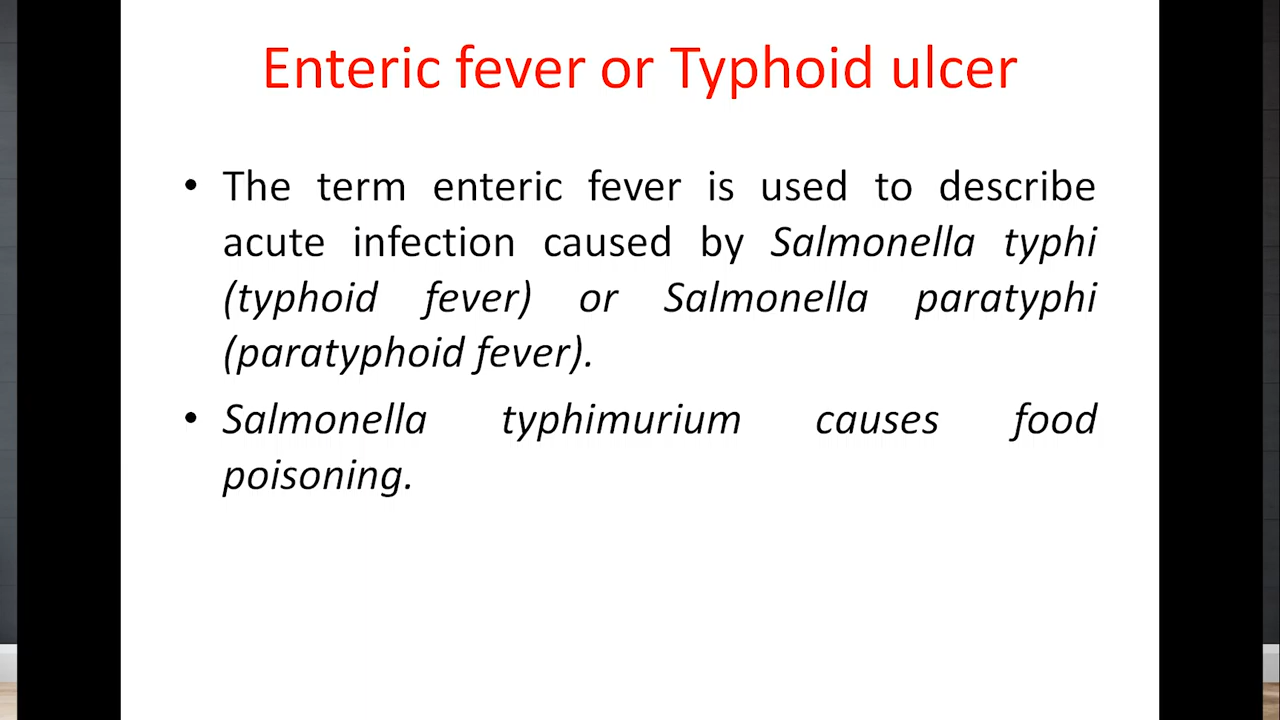 Enteric fever or Typhoid ulcer
• The term enteric fever is used to describe
acute infection caused by Salmonella typhi
(typhoid fever) or Salmonella paratyphi
(paratyphoid fever).
• Salmonella typhimurium causes food
poisoning.